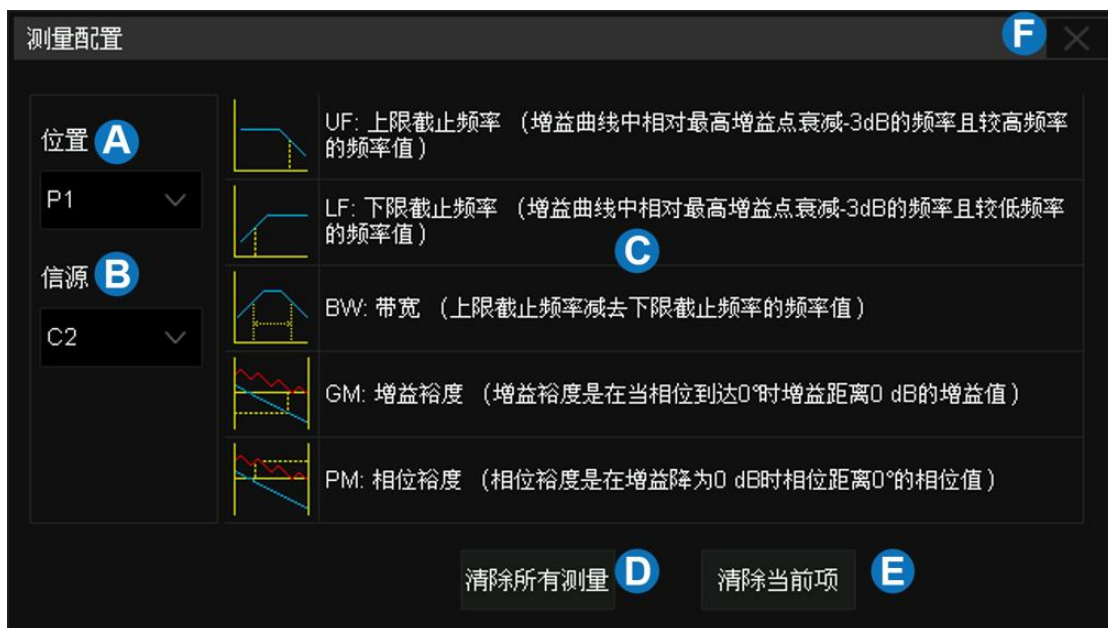 测量配置
F
位置 A
P1
信源 B
C2
UF: 上限截止频率 （增益曲线中相对最高增益点衰减-3dB的频率且较高频率
的频率值）
LF: 下限截止频率 （增益曲线中相对最高增益点衰减-3dB的频率且较低频率
的频率值）
C
BW: 带宽 （上限截止频率减去下限截止频率的频率值）
GM: 增益裕度 （增益裕度是在当相位到达0°时增益距离0 dB的增益值）
PM: 相位裕度 （相位裕度是在增益降为0 dB时相位距离0°的相位值）
清除所有测量 D 清除当前项 E